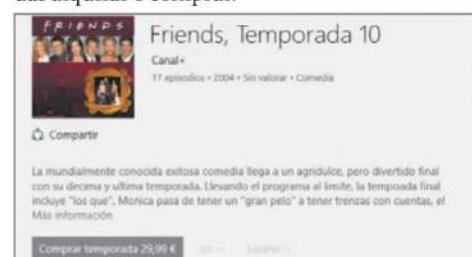 FRIENDS
Friends, Temporada 10
Canal+
17 episodios • 2004 • Sin valorar • Comedia
Compartir
La mundialmente conocida exitosa comedia llega a un agridulce, pero divertido final
con su decima y ultima temporada. Llevando el programa al limite, la tempoada final
incluye "los que". Monica pasa de tener un "gran pelo" a tener trenzas con cuentas, el
Más información
Comprar temporada 29,99 €
Español